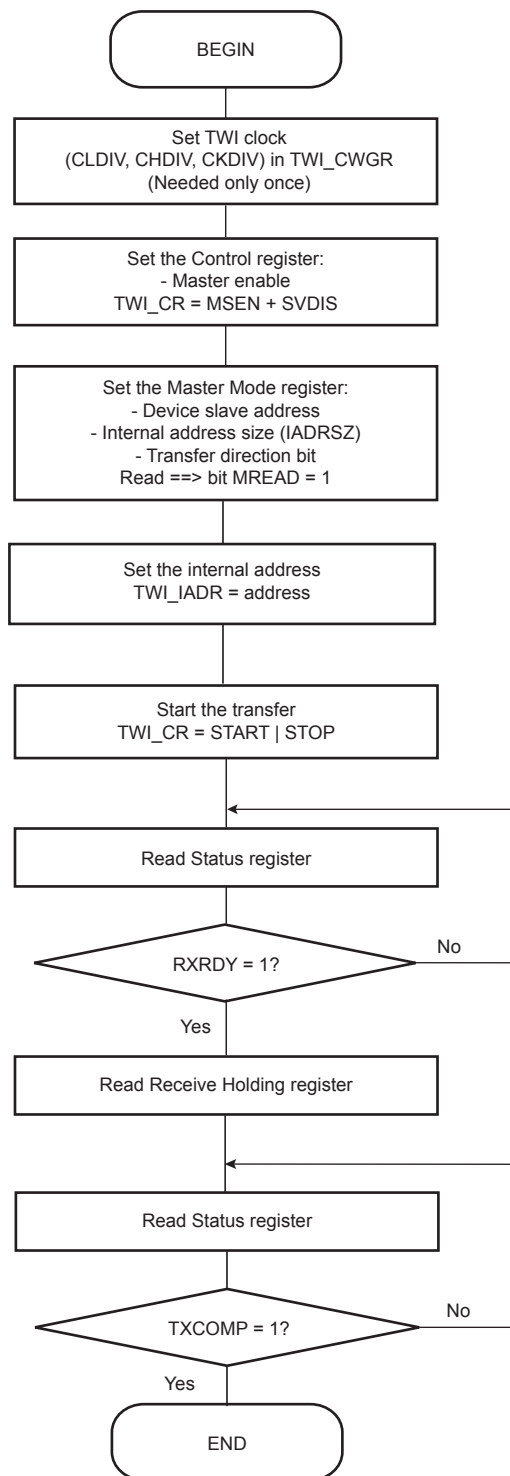 BEGIN
Set TWI clock
(CLDIV, CHDIV, CKDIV) in TWI_CWGR
(Needed only once)
Set the Control register:
- Master enable
TWI_CR = MSEN + SVDIS
Set the Master Mode register:
- Device slave address
- Internal address size (IADRSZ)
- Transfer direction bit
Read ==> bit MREAD = 1
Set the internal address
TWI_IADR = address
Start the transfer
TWI_CR = START | STOP
Read Status register
RXRDY = 1?
No
Yes
Read Receive Holding register
Read Status register
TXCOMP = 1?
No
Yes
END